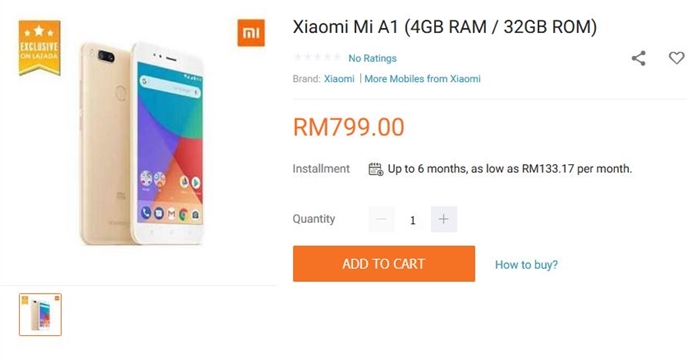 EXCLUSIVE
ON LAZADA
mi
Xiaomi Mi A1 (4GB RAM / 32GB ROM)
No Ratings
Brand: Xiaomi | More Mobiles from Xiaomi
RM799.00
Installment Up to 6 months, as low as RM133.17 per month.
Quantity − 1 +
ADD TO CART How to buy?